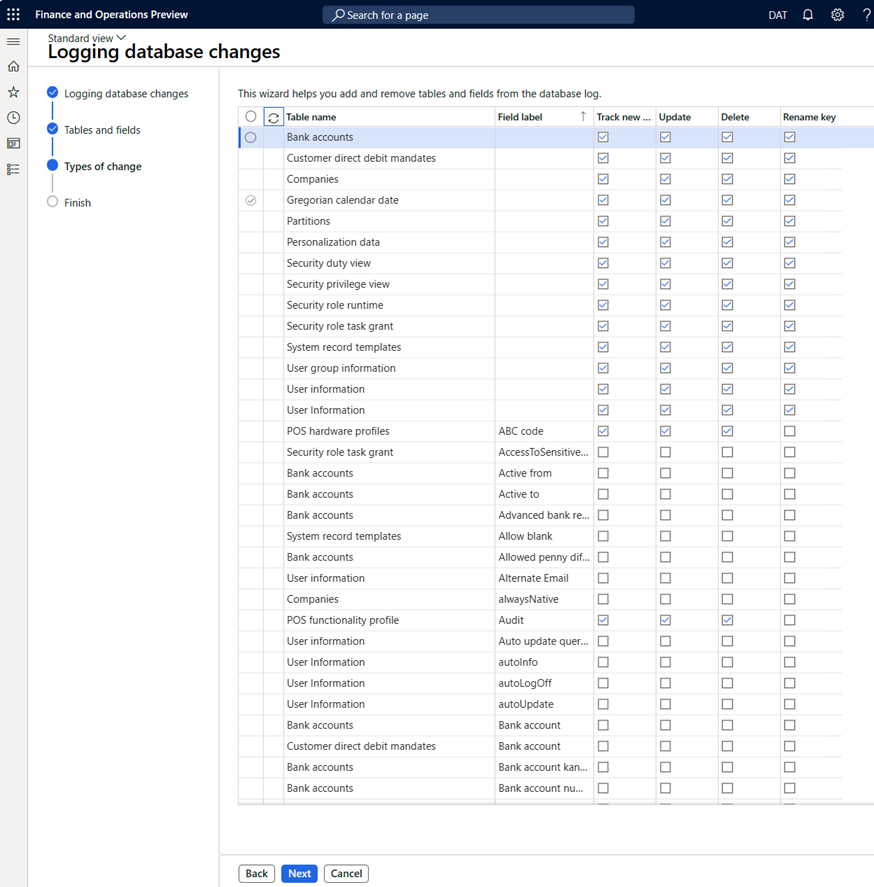 Finance and Operations Preview
Search for a page
DAT
?
Standard view
Logging database changes
Logging database changes
Tables and fields
Types of change
Finish
This wizard helps you add and remove tables and fields from the database log.
Table name Field label Track new ... Update Delete Rename key
Bank accounts
Customer direct debit mandates
Companies
Gregorian calendar date
Partitions
Personalization data
Security duty view
Security privilege view
Security role runtime
Security role task grant
System record templates
User group information
User information
User Information
POS hardware profiles ABC code
Security role task grant AccessToSensitive...
Bank accounts Active from
Bank accounts Active to
Bank accounts Advanced bank re...
System record templates Allow blank
Bank accounts Allowed penny dif...
User information Alternate Email
Companies alwaysNative
POS functionality profile Audit
User information Auto update quer...
User Information autoInfo
User Information autoLogOff
User Information autoUpdate
Bank accounts Bank account
Customer direct debit mandates Bank account
Bank accounts Bank account kan...
Bank accounts Bank account nu...
Back Next Cancel